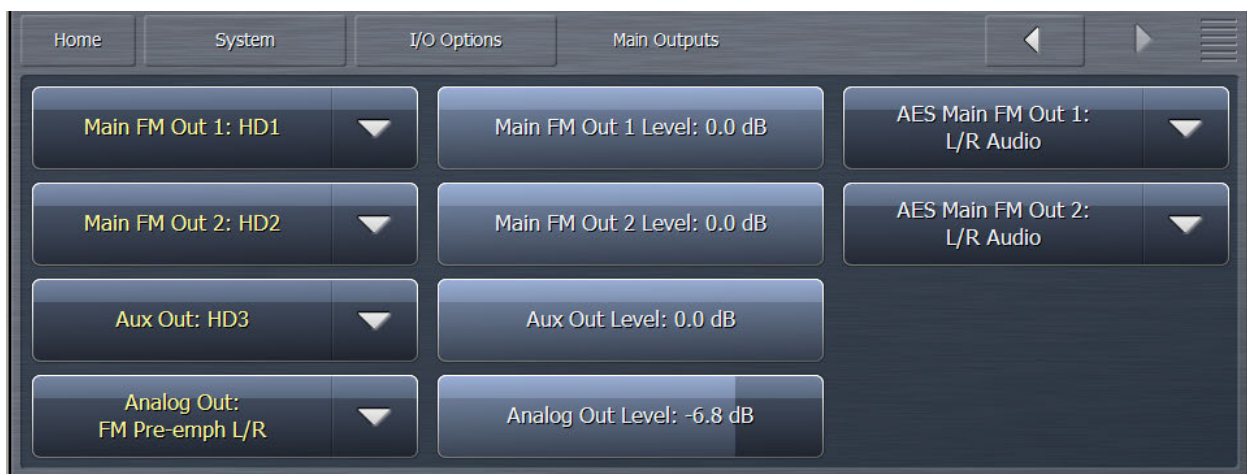 Home
System
I/O Options
Main Outputs
Main FM Out 1: HD1
Main FM Out 1 Level: 0.0 dB
AES Main FM Out 1:
L/R Audio
Main FM Out 2: HD2
Main FM Out 2 Level: 0.0 dB
AES Main FM Out 2:
L/R Audio
Aux Out: HD3
Aux Out Level: 0.0 dB
Analog Out:
FM Pre-emph L/R
Analog Out Level: -6.8 dB